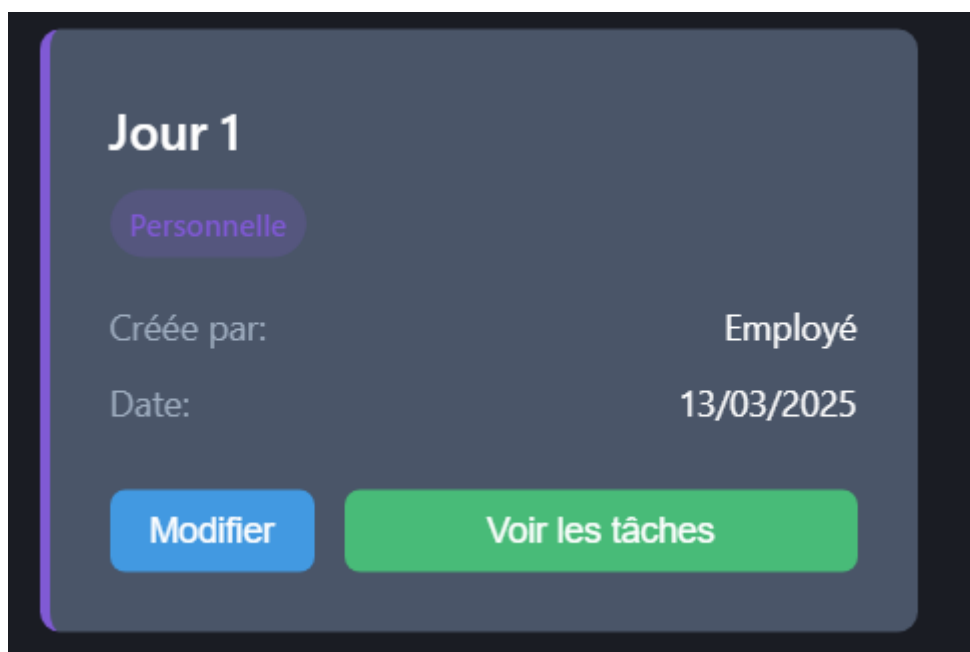 Jour 1
Personnelle
Créée par: Employé
Date: 13/03/2025
Modifier Voir les tâches